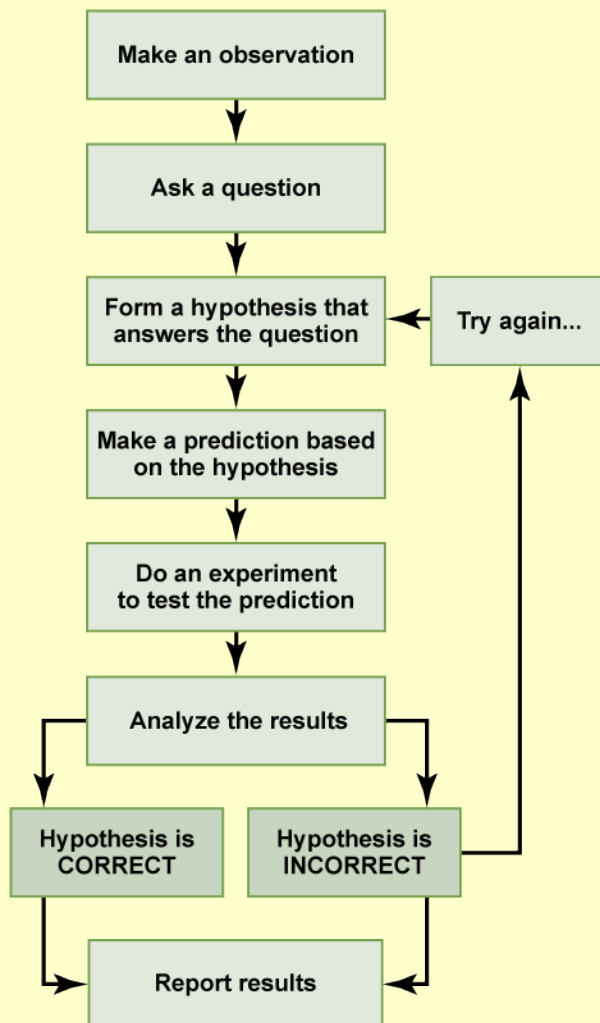 Make an observation
Ask a question
Form a hypothesis that
answers the question
Try again...
Make a prediction based
on the hypothesis
Do an experiment
to test the prediction
Analyze the results
Hypothesis is
CORRECT
Hypothesis is
INCORRECT
Report results